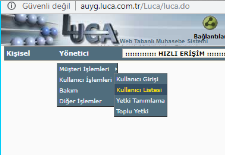 Güvenli değil | auyg.luca.com.tr/Luca/luca.do
LUCA
Web Tabanlı Muhasebe Sistemi
Bağlantılar
Kişisel Yönetici ::::::::::::: HIZLI ERİŞİM ::
Müşteri İşlemleri
Kullanıcı İşlemleri Kullanıcı Girişi
Bakım Kullanıcı Listesi
Diğer İşlemler Yetki Tanımlama
Toplu Yetki